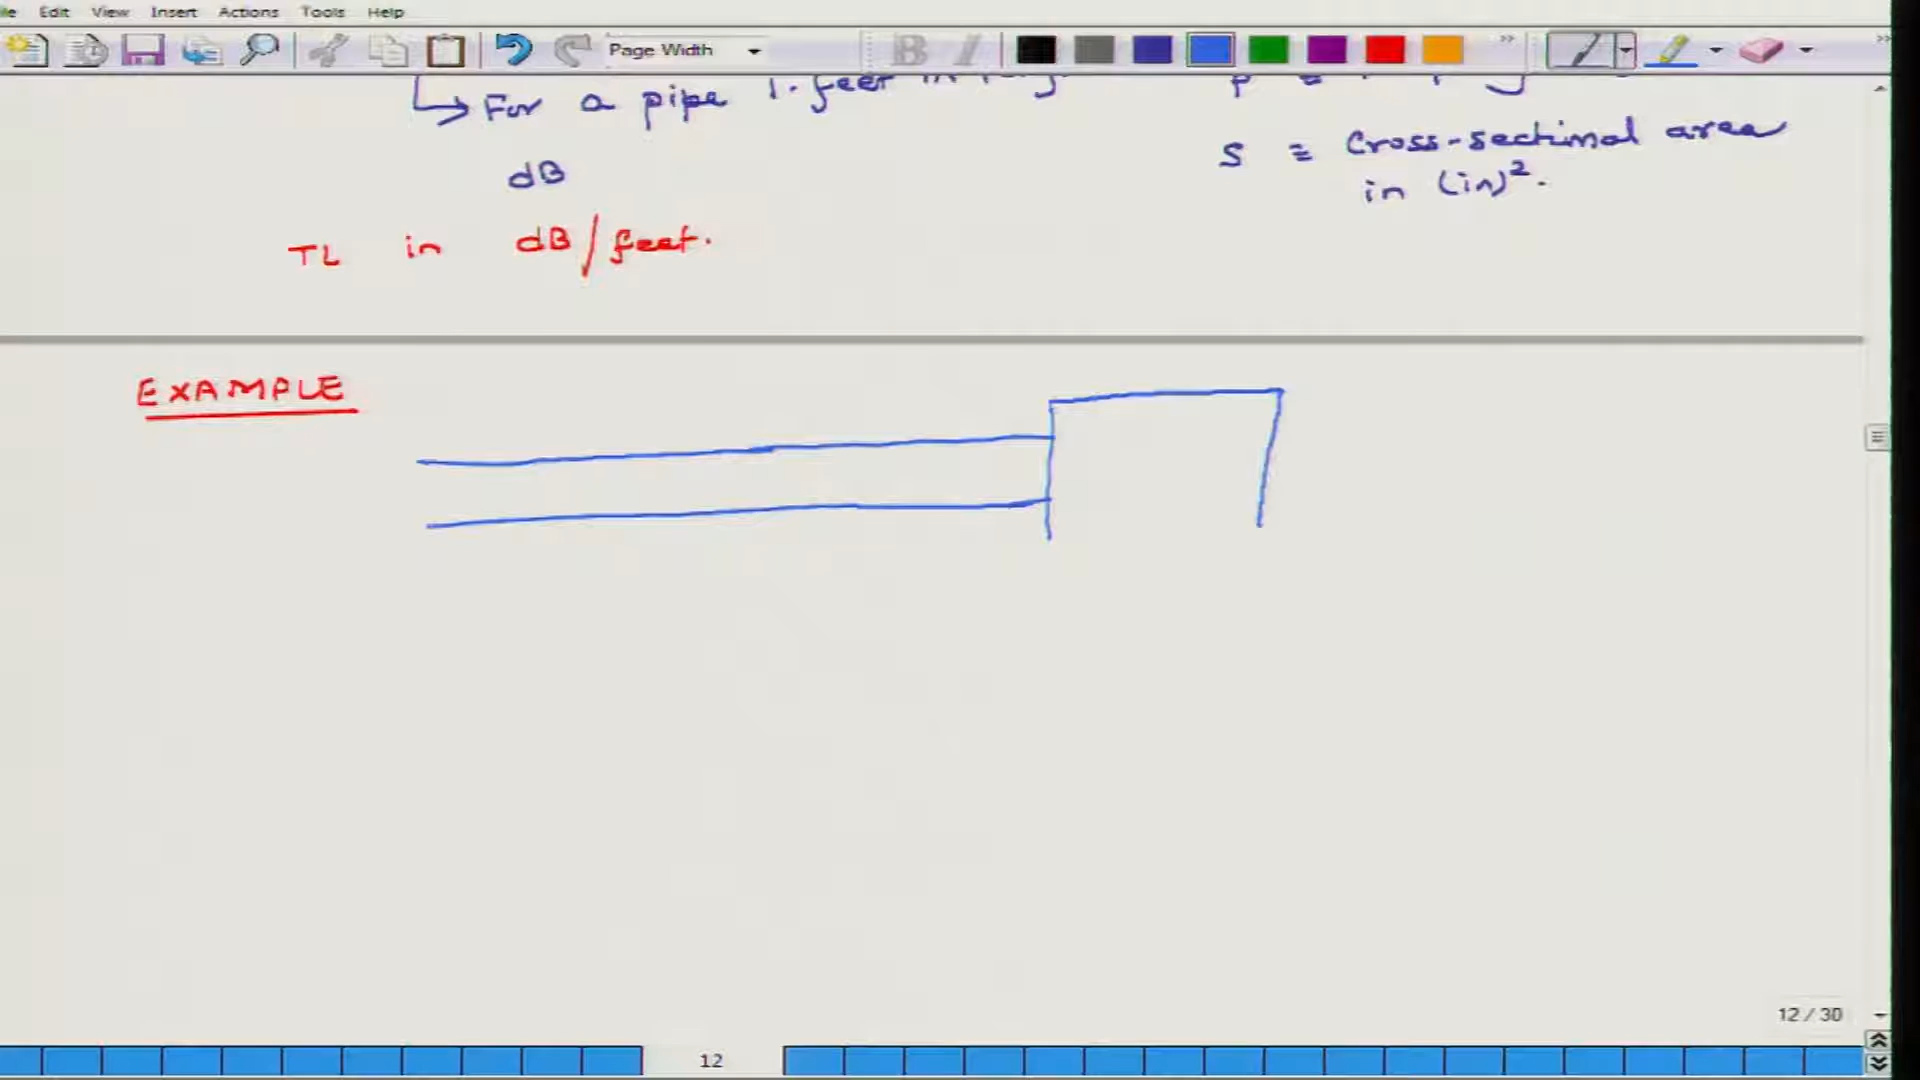 Edit View Insert Actions Tools Help
Page Width
B I
For a pipe 1. feet in
dB
S ≡ Cross-sectional area
in (in)².
TL in dB/feet.
EXAMPLE
12 / 30
12